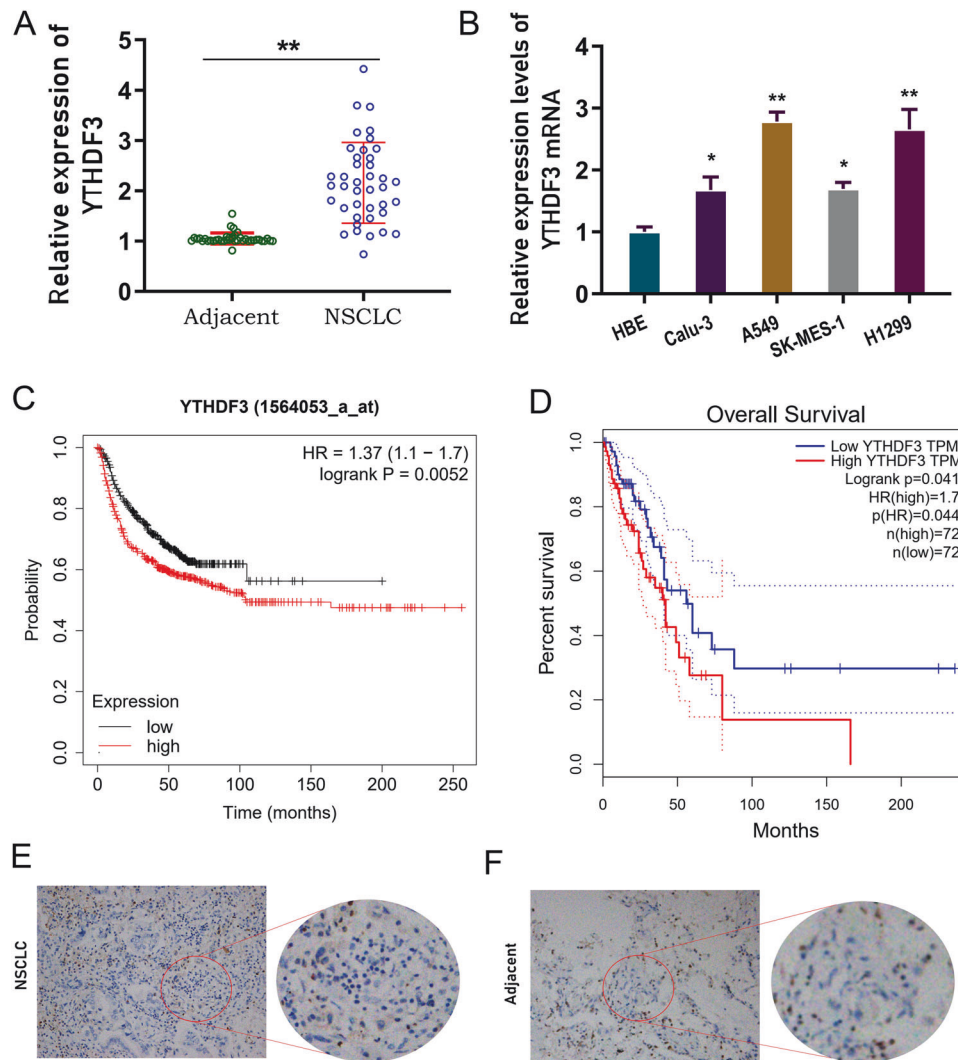 A
Relative expression of
YTHDF3
5
4
3
2
1
0
**
Adjacent
NSCLC
B
Relative expression levels of
YTHDF3 mRNA
4
3
2
1
0
*
**
*
**
HBE
Calu-3
A549
SK-MES-1
H1299
C
YTHDF3 (1564053_a_at)
HR = 1.37 (1.1 − 1.7)
logrank P = 0.0052
Probability
1.0
0.8
0.6
0.4
0.2
0.0
Expression
low
high
0
50
100
150
200
250
Time (months)
D
Overall Survival
Low YTHDF3 TPM
High YTHDF3 TPM
Logrank p=0.041
HR(high)=1.7
p(HR)=0.044
n(high)=72
n(low)=72
Percent survival
1.0
0.8
0.6
0.4
0.2
0.0
0
50
100
150
200
Months
E
NSCLC
F
Adjacent